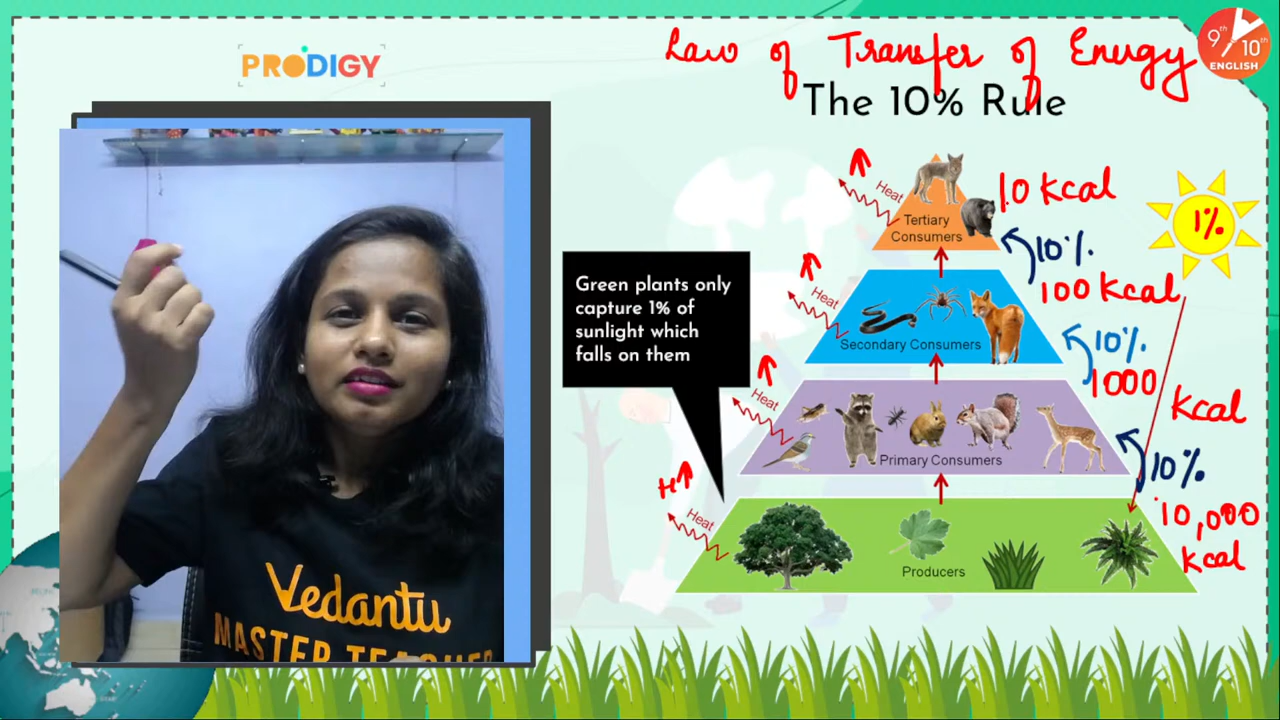 PRODIGY
Law of Transfer of Energy
9th 10th
ENGLISH
The 10% Rule
Heat
Tertiary
Consumers
10 Kcal
1%
10%
100 Kcal
Green plants only
capture 1% of
sunlight which
falls on them
Heat
Secondary Consumers
10%
1000 Kcal
Heat
Primary Consumers
10%
H
Heat
Producers
10,000
Kcal
Vedantu
MASTER TEACHER